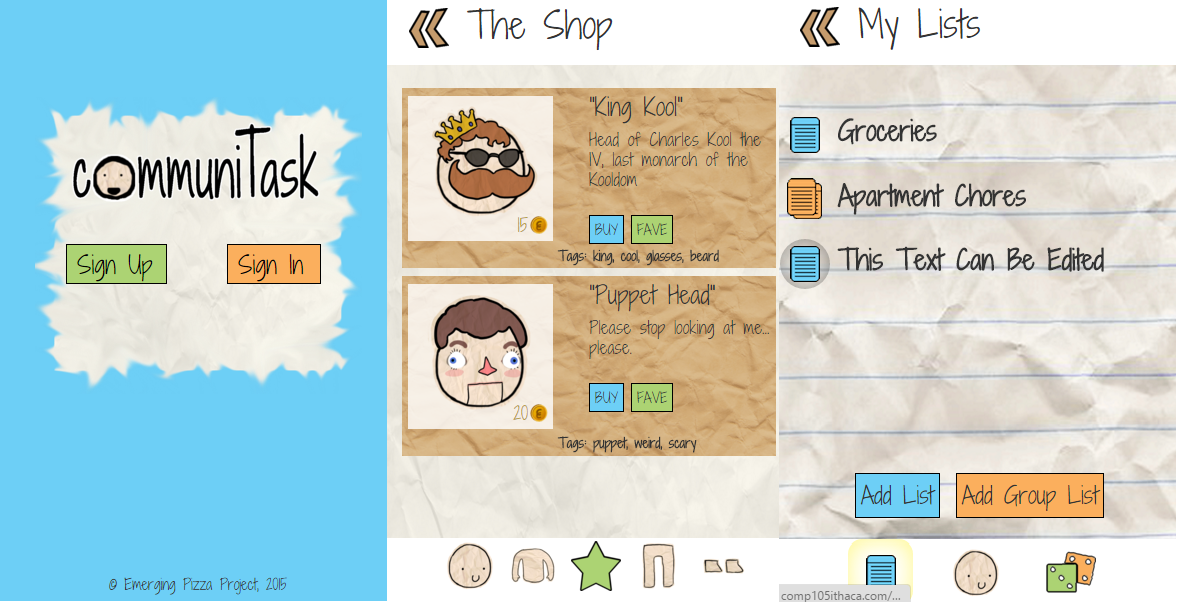 communiTask
Sign Up
Sign In
@ Emerging Pizza Project, 2015
The Shop
"King Kool"
Head of Charles Kool the
IV, last monarch of the
Kooldom
15
BUY
FAVE
Tags: king, cool, glasses, beard
"Puppet Head"
Please stop looking at me...
please.
20
BUY
FAVE
Tags: puppet, weird, scary
My Lists
Groceries
Apartment Chores
This Text Can Be Edited
Add List
Add Group List
comp105ithaca.com/...